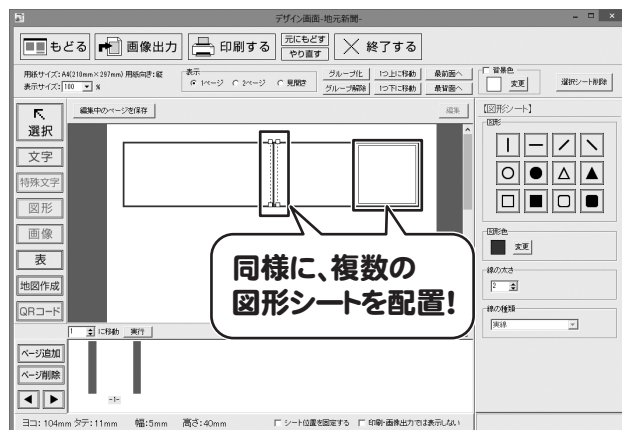 デザイン画面-地元新聞-
もどる
画像出力
印刷する
元にもどす
やり直す
終了する
用紙サイズ:A4(210mm×297mm) 用紙向き:縦
表示サイズ: 100 %
表示
1ページ 2ページ 見開き
グループ化 1つ上に移動 最前面へ
グループ解除 1つ下に移動 最背面へ
背景色
変更
選択シート削除
選択
文字
特殊文字
図形
画像
表
地図作成
QRコード
編集中のページを保存
編集
同様に、複数の
図形シートを配置!
【図形シート】
図形
図形色
変更
線の太さ
2
線の種類
実線
1 に移動 実行
ページ追加
ページ削除
-1-
ヨコ: 104mm タテ:11mm 幅:5mm 高さ:40mm
シート位置を固定する 印刷・画像出力では表示しない